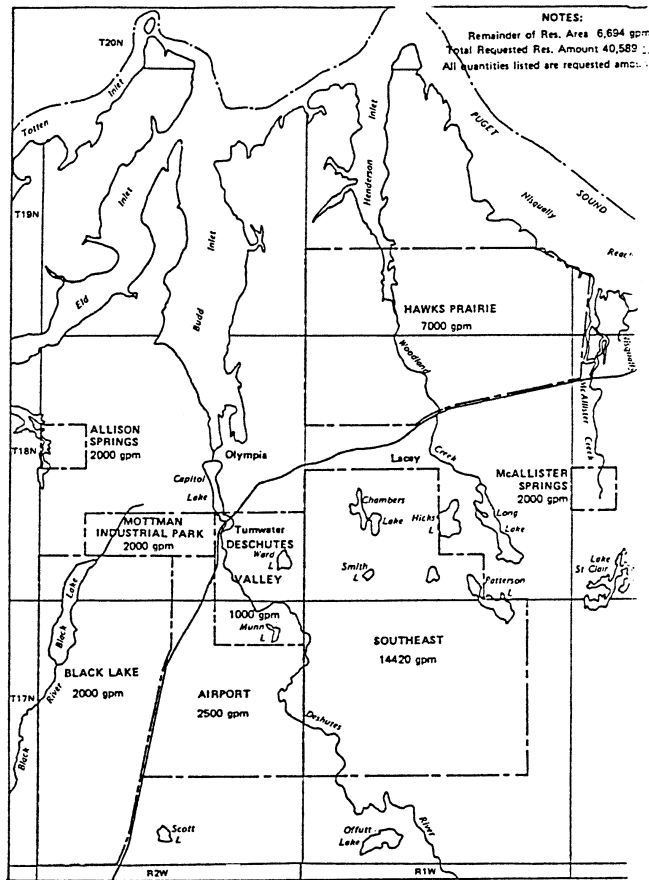 NOTES:
Remainder of Res. Area 6,694 gpm
Total Requested Res. Amount 40,589
All quantities listed are requested
T20N
Totten
Inlet
Inlet
Eld
T19N
Budd
Inlet
Henderson
Inlet
PUGET
SOUND
Nisqually
HAWKS PRAIRIE
7000 gpm
Woodland
Creek
McAllister
Creek
ALLISON
SPRINGS
2000 gpm
T18N
Olympia
Capitol
Lake
Lacey
McALLISTER
SPRINGS
2000 gpm
Chambers
Lake
Hicks
L
Long
Lake
MOTTMAN
INDUSTRIAL PARK
2000 gpm
Tumwater
DESCHUTES
Ward
L
VALLEY
1000 gpm
Munn
L
Smith
L
Patterson
L
Lake
St Clair
Black
Lake
SOUTHEAST
14420 gpm
BLACK LAKE
2000 gpm
T17N
Black
River
AIRPORT
2500 gpm
Deshutes
River
Scott
L
Offutt
Lake
R2W
R1W